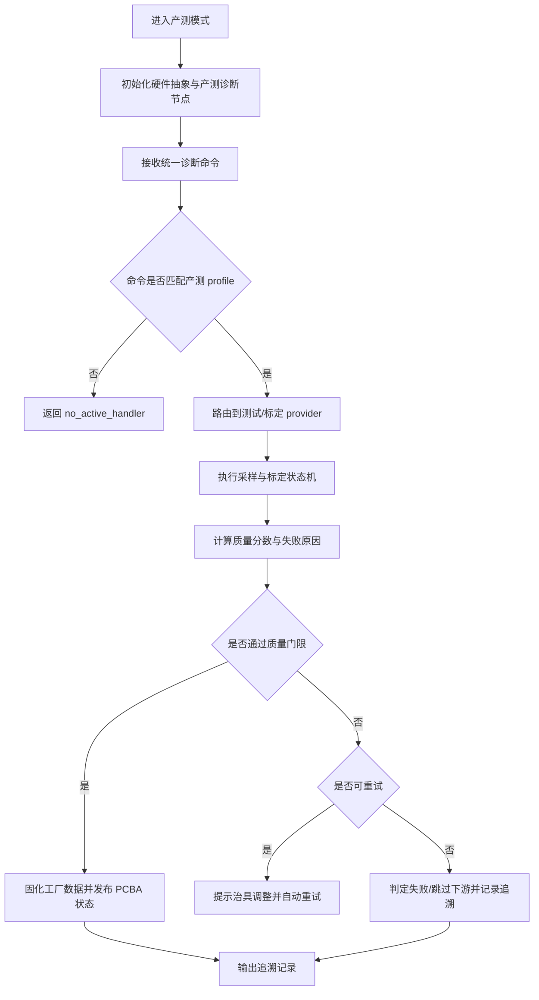 进入产测模式
初始化硬件抽象与产测诊断
节点
接收统一诊断命令
命令是否匹配产测 profile
否
是
返回 no_active_handler
路由到测试/标定 provider
执行采样与标定状态机
计算质量分数与失败原因
是否通过质量门限
否
是
是否可重试
是
否
固化工厂数据并发布 PCBA
状态
提示治具调整并自动重试
判定失败/跳过下游并记录追
溯
输出追溯记录